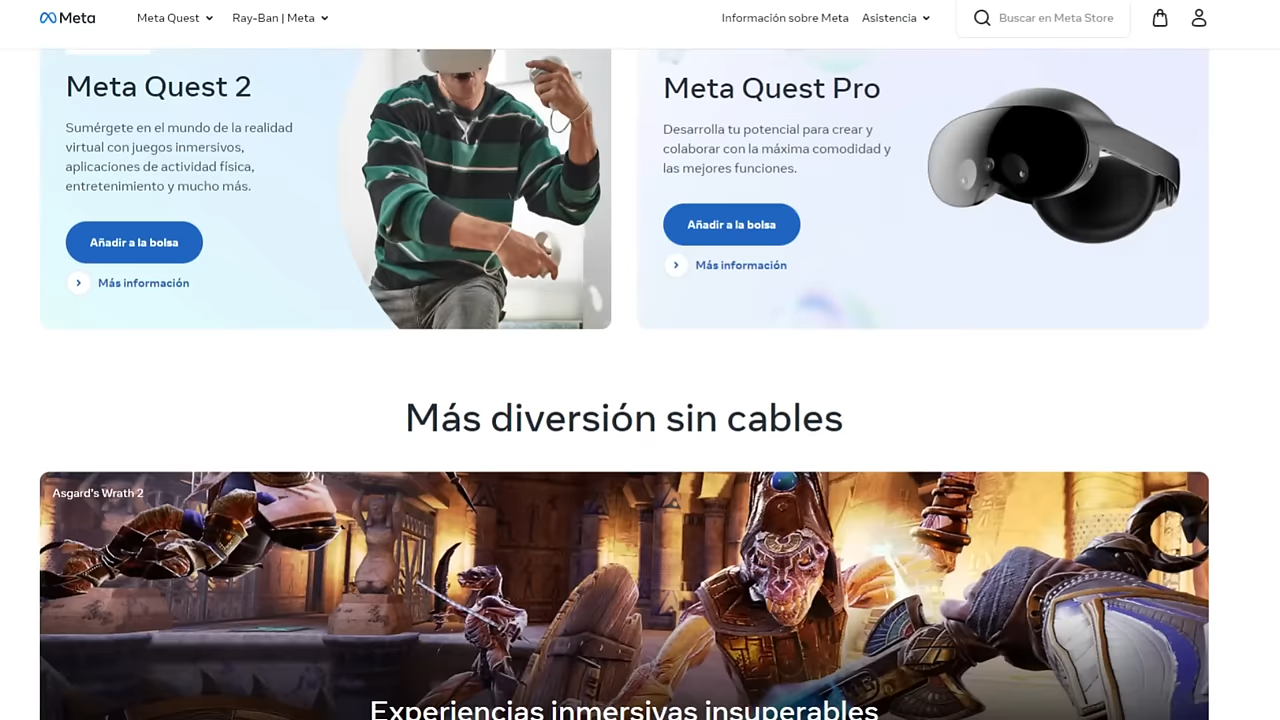 Meta
Meta Quest
Ray-Ban | Meta
Información sobre Meta
Asistencia
Buscar en Meta Store
Meta Quest 2
Sumérgete en el mundo de la realidad
virtual con juegos inmersivos,
aplicaciones de actividad física,
entretenimiento y mucho más.
Añadir a la bolsa
Más información
Meta Quest Pro
Desarrolla tu potencial para crear y
colaborar con la máxima comodidad y
las mejores funciones.
Añadir a la bolsa
Más información
Más diversión sin cables
Asgard's Wrath 2
Experiencias inmersivas insuperables